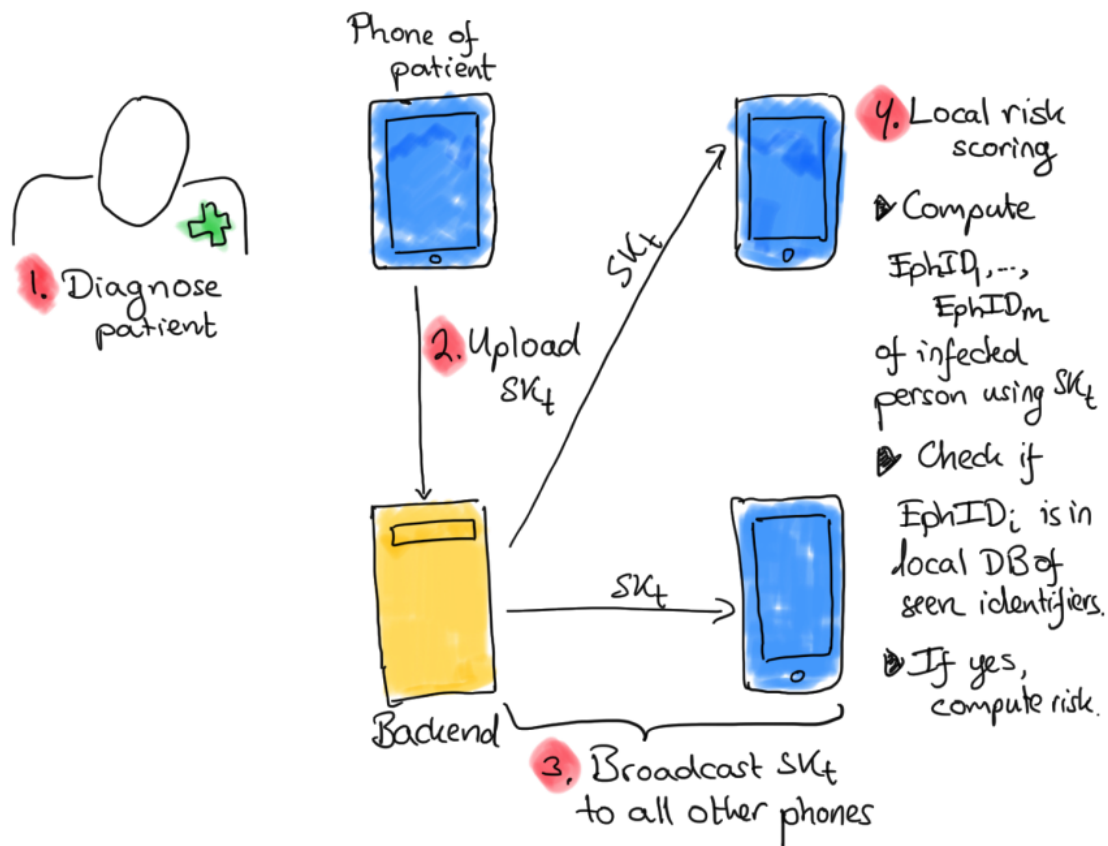 Phone of
patient
1. Diagnose
patient
2. Upload
SKt
SKt
SKt
Backend
3. Broadcast SKt
to all other phones
4. Local risk
scoring
Compute
EphID1,...,
EphIDm
of infected
person using SKt
Check if
EphIDi is in
local DB of
seen identifiers.
If yes,
compute risk.